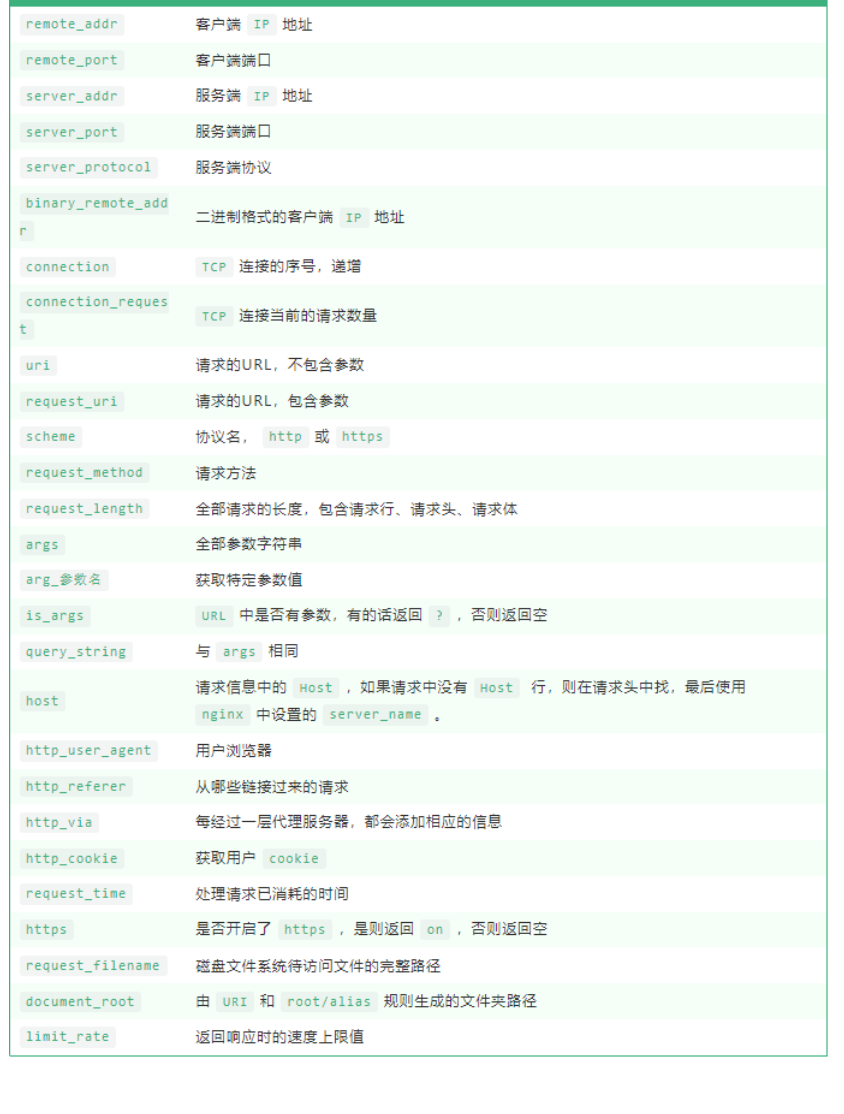 remote_addr 客户端 IP 地址
remote_port 客户端端口
server_addr 服务端 IP 地址
server_port 服务端端口
server_protocol 服务端协议
binary_remote_add
r 二进制格式的客户端 IP 地址
connection TCP 连接的序号，递增
connection_reques
t TCP 连接当前的请求数量
uri 请求的URL，不包含参数
request_uri 请求的URL，包含参数
scheme 协议名， http 或 https
request_method 请求方法
request_length 全部请求的长度，包含请求行、请求头、请求体
args 全部参数字符串
arg_参数名 获取特定参数值
is_args URL 中是否有参数，有的话返回 ? ，否则返回空
query_string 与 args 相同
host 请求信息中的 Host ，如果请求中没有 Host 行，则在请求头中找，最后使用
nginx 中设置的 server_name 。
http_user_agent 用户浏览器
http_referer 从哪些链接过来的请求
http_via 每经过一层代理服务器，都会添加相应的信息
http_cookie 获取用户 cookie
request_time 处理请求已消耗的时间
https 是否开启了 https ，是则返回 on ，否则返回空
request_filename 磁盘文件系统待访问文件的完整路径
document_root 由 URI 和 root/alias 规则生成的文件夹路径
limit_rate 返回响应时的速度上限值